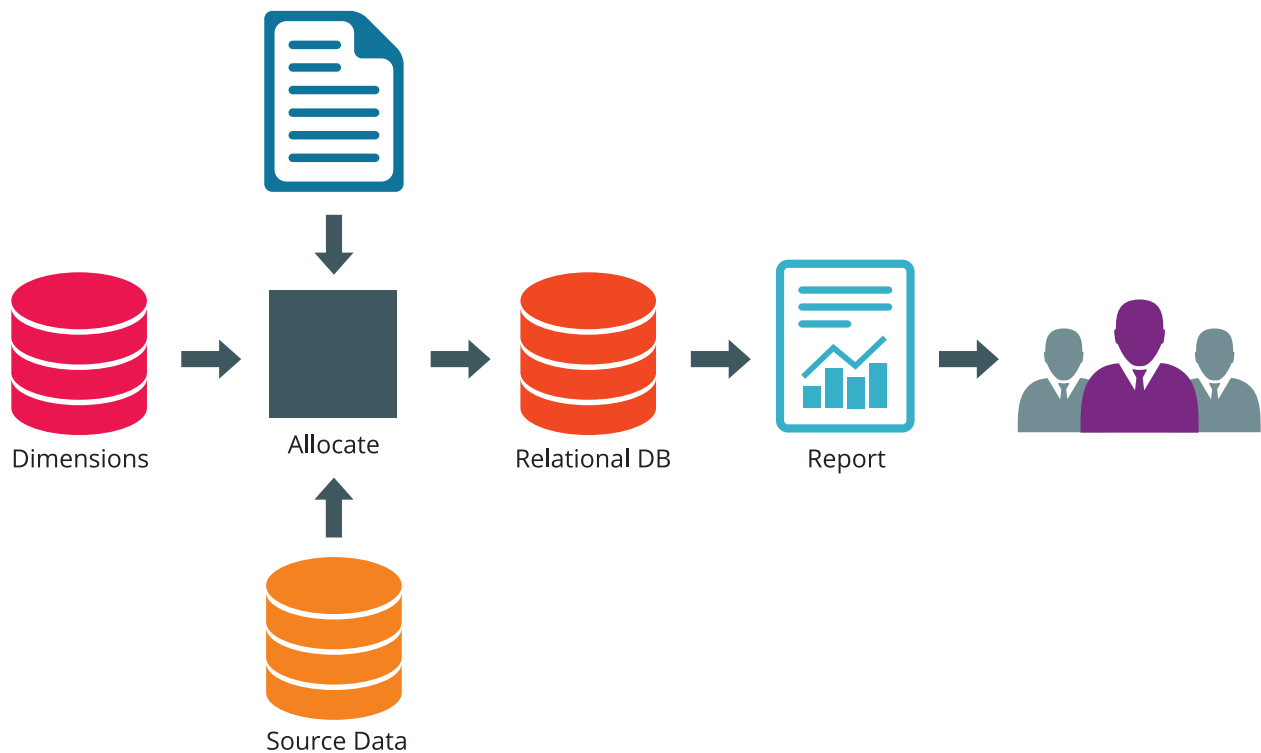 Dimensions
Allocate
Relational DB
Report
Source Data